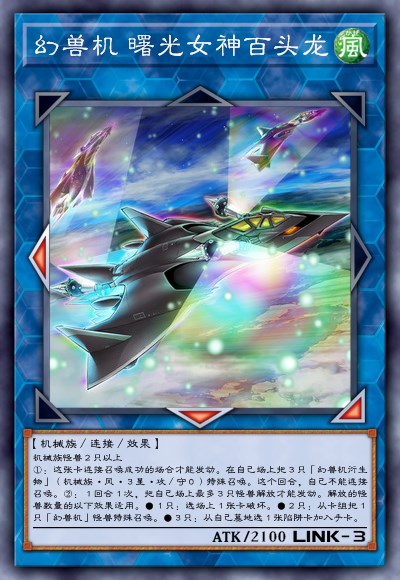 幻兽机 曙光女神百头龙
風
【机械族／连接／效果】
机械族怪兽２只以上
①：这张卡连接召唤成功的场合才能发动。在自己场上把３只「幻兽机衍生
物」（机械族·风·３星·攻／守０）特殊召唤。这个回合，自己不能连接
召唤。②：１回合１次，把自己场上最多３只怪兽解放才能发动。解放的怪
兽数量的以下效果适用。●１只：选场上１张卡破坏。●２只：从卡组把１
只「幻兽机」怪兽特殊召唤。●３只：从自己墓地选１张陷阱卡加入手卡。
ATK/2100 LINK-3